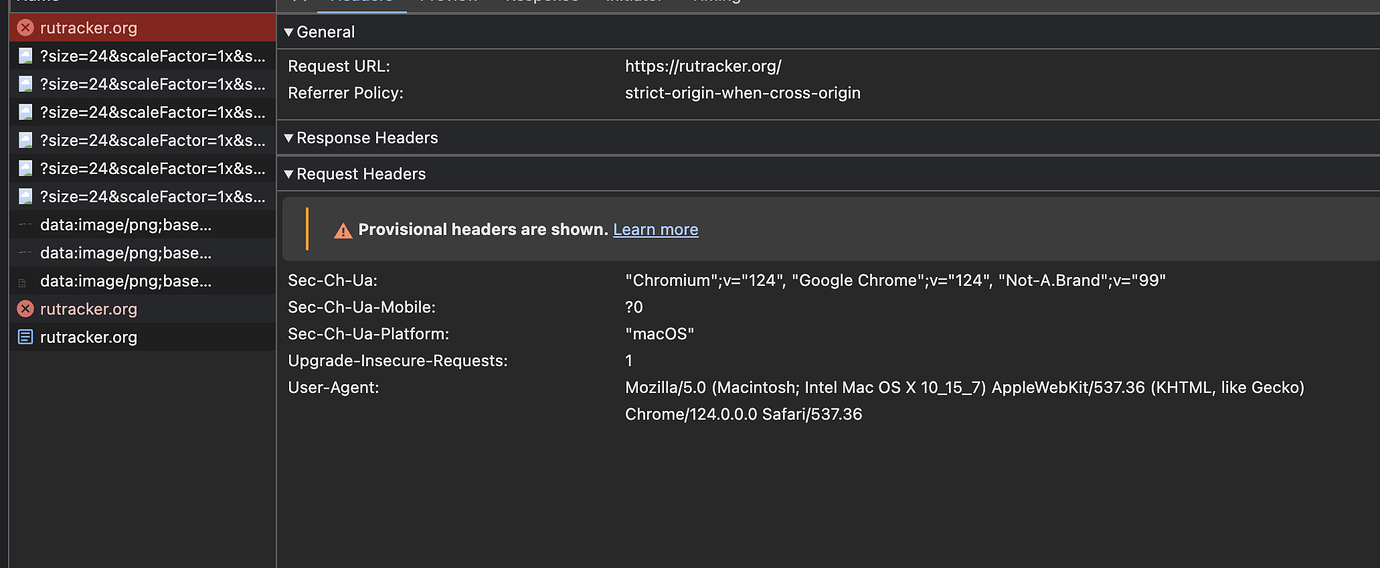 rutracker.org
?size=24&scaleFactor=1x&s...
?size=24&scaleFactor=1x&s...
?size=24&scaleFactor=1x&s...
?size=24&scaleFactor=1x&s...
?size=24&scaleFactor=1x&s...
?size=24&scaleFactor=1x&s...
data:image/png;base...
data:image/png;base...
data:image/png;base...
rutracker.org
rutracker.org
General
Request URL: https://rutracker.org/
Referrer Policy: strict-origin-when-cross-origin
Response Headers
Request Headers
Provisional headers are shown. Learn more
Sec-Ch-Ua: "Chromium";v="124", "Google Chrome";v="124", "Not-A.Brand";v="99"
Sec-Ch-Ua-Mobile: ?0
Sec-Ch-Ua-Platform: "macOS"
Upgrade-Insecure-Requests: 1
User-Agent: Mozilla/5.0 (Macintosh; Intel Mac OS X 10_15_7) AppleWebKit/537.36 (KHTML, like Gecko)
Chrome/124.0.0.0 Safari/537.36